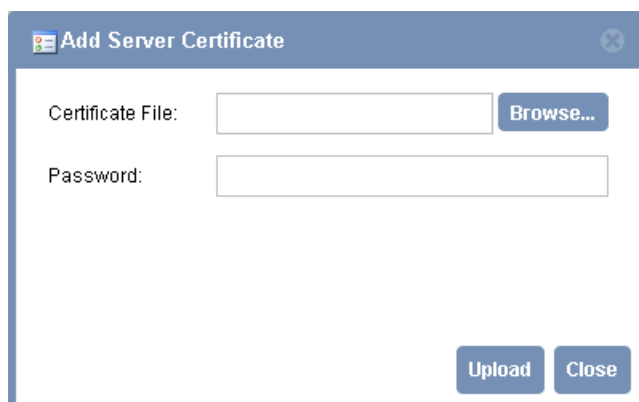 Add Server Certificate
Certificate File:
Browse...
Password:
Upload
Close